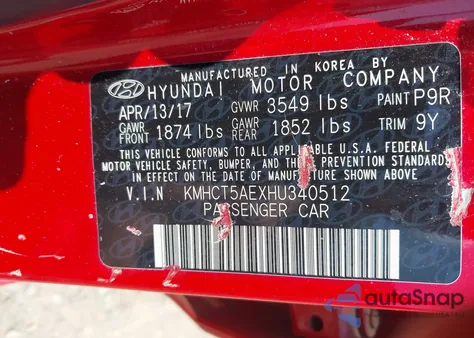 MANUFACTURED IN KOREA BY
HYUNDAI MOTOR COMPANY
APR/13/17 GVWR 3549 lbs PAINT P9R
GAWR FRONT 1874 lbs GAWR REAR 1852 lbs TRIM 9Y
THIS VEHICLE CONFORMS TO ALL APPLICABLE U.S.A. FEDERAL
MOTOR VEHICLE SAFETY, BUMPER, AND THEFT PREVENTION STANDARDS
IN EFFECT ON THE DATE OF MANUFACTURE SHOWN ABOVE
V.I.N KMHCT5AEXHU340512
PASSENGER CAR
autoSnap